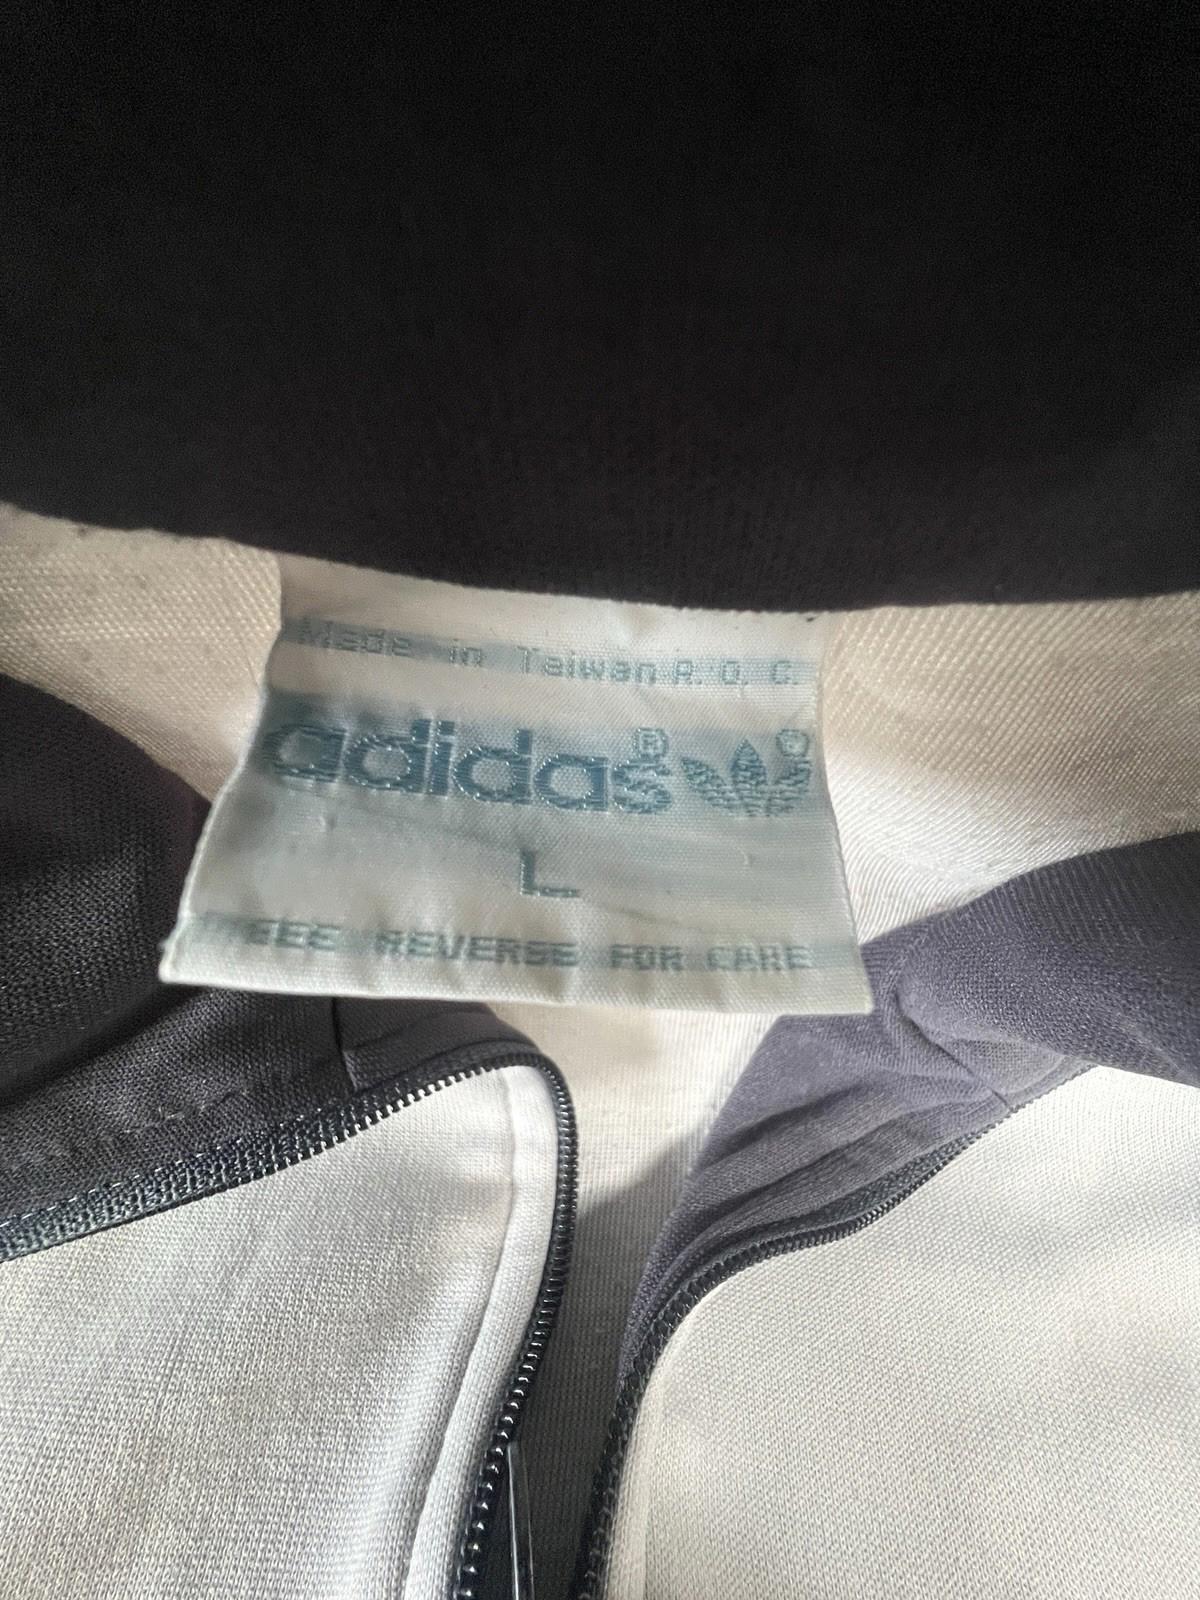 Made in Taiwan R.O.C.
adidas®
L
SEE REVERSE FOR CARE